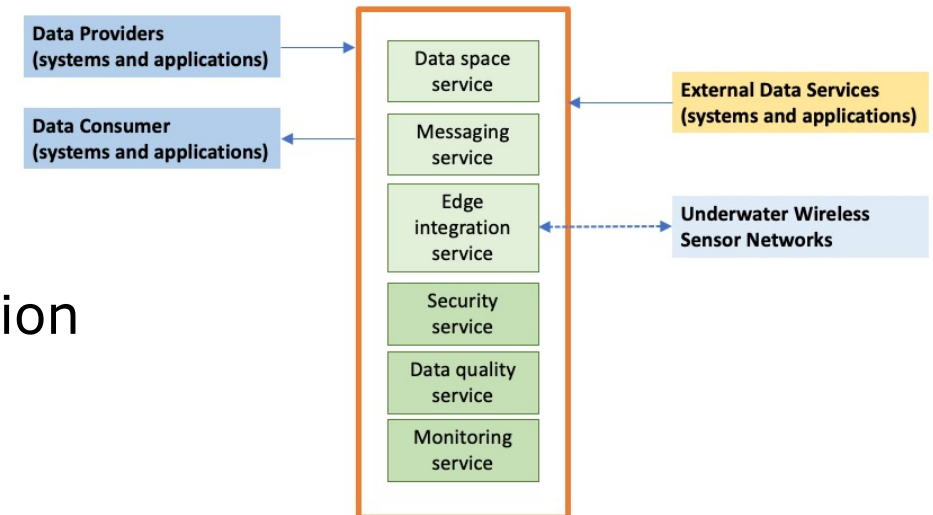 Data Providers
(systems and applications)
Data Consumer
(systems and applications)
ion
Data space
service
Messaging
service
Edge
integration
service
Security
service
Data quality
service
Monitoring
service
External Data Services
(systems and applications)
Underwater Wireless
Sensor Networks